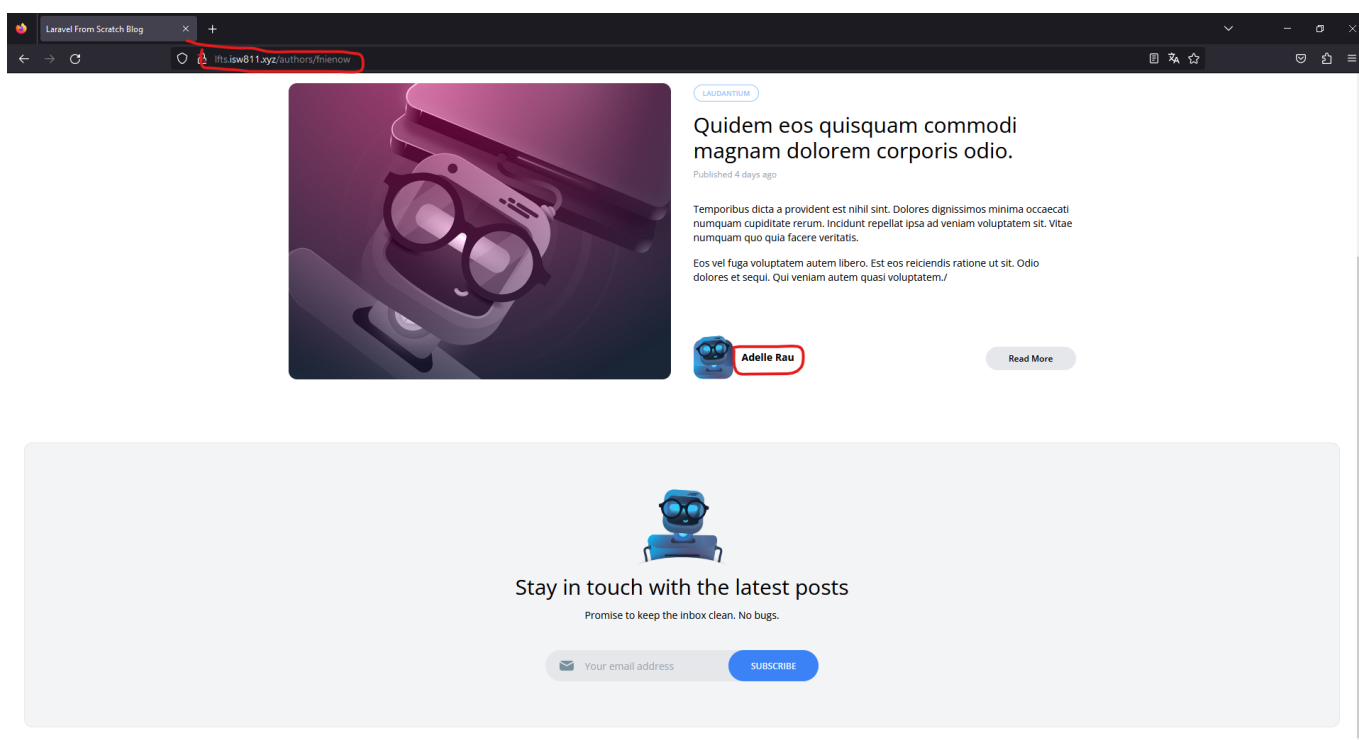 Laravel From Scratch Blog
lfts.isw811.xyz/authors/fnienow
LAUDANTIUM
Quidem eos quisquam commodi
magnam dolorem corporis odio.
Published 4 days ago
Temporibus dicta a provident est nihil sint. Dolores dignissimos minima occaecati
numquam cupiditate rerum. Incidunt repellat ipsa ad veniam voluptatem sit. Vitae
numquam quo quia facere veritatis.
Eos vel fuga voluptatem autem libero. Est eos reiciendis ratione ut sit. Odio
dolores et sequi. Qui veniam autem quasi voluptatem./
Adelle Rau
Read More
Stay in touch with the latest posts
Promise to keep the inbox clean. No bugs.
Your email address
SUBSCRIBE